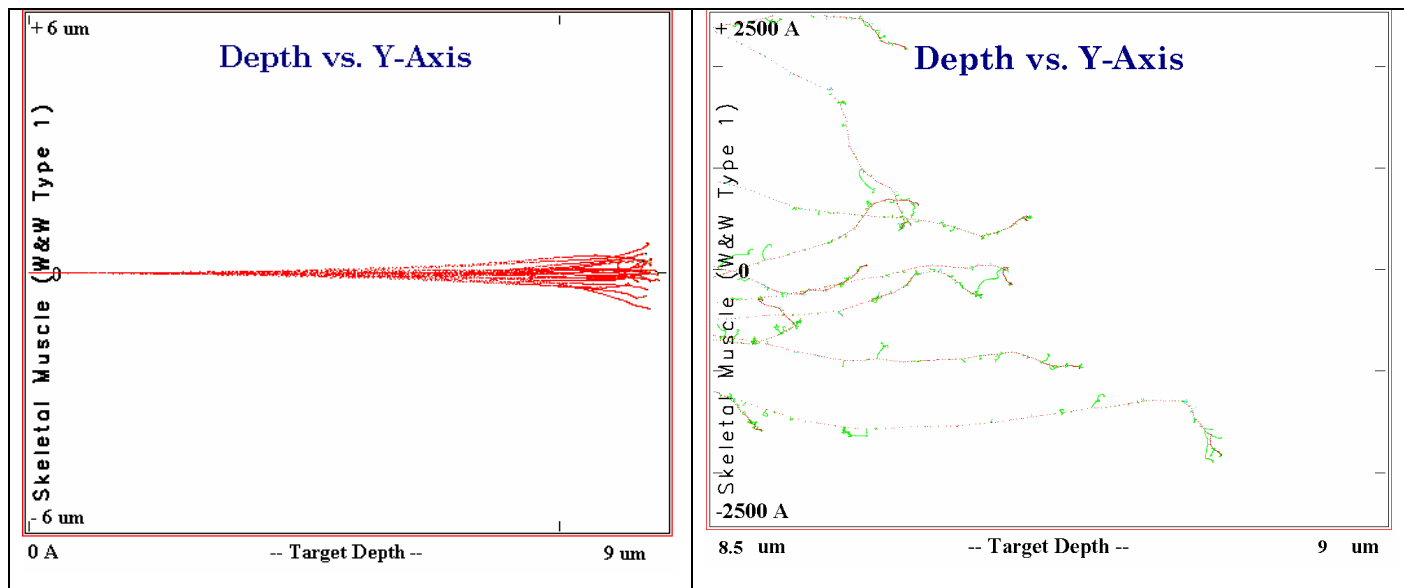 + 6 um
Depth vs. Y-Axis
Skeletal Muscle (W&W Type 1)
0
- 6 um
0 A
-- Target Depth --
9 um
+ 2500 A
Depth vs. Y-Axis
Skeletal Muscle (W&W Type 1)
0
-2500 A
8.5 um
-- Target Depth --
9 um